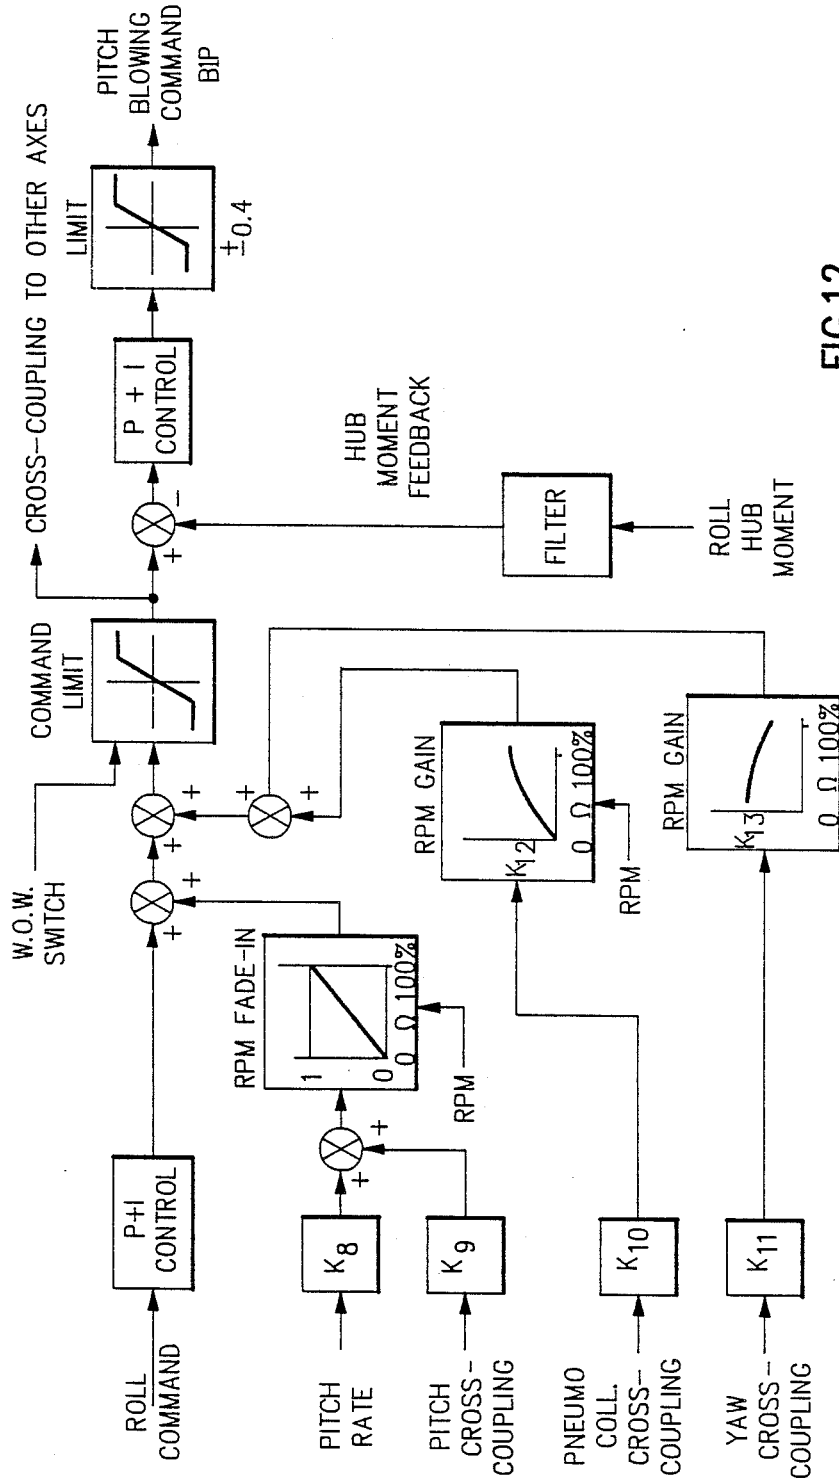 ROLL
COMMAND
P+I
CONTROL
W.O.W.
SWITCH
+
+
+
+
COMMAND
LIMIT
CROSS-COUPLING TO OTHER AXES
+
-
P + I
CONTROL
LIMIT
±0.4
PITCH
BLOWING
COMMAND
B1P
PITCH
RATE
K8
+
+
RPM FADE-IN
1
0
0 Ω 100%
RPM
+
+
PITCH
CROSS-
COUPLING
K9
HUB
MOMENT
FEEDBACK
FILTER
ROLL
HUB
MOMENT
PNEUMO
COLL.
CROSS-
COUPLING
K10
RPM GAIN
K12
0 Ω 100%
RPM
YAW
CROSS-
COUPLING
K11
RPM GAIN
K13
0 Ω 100%
FIG.12